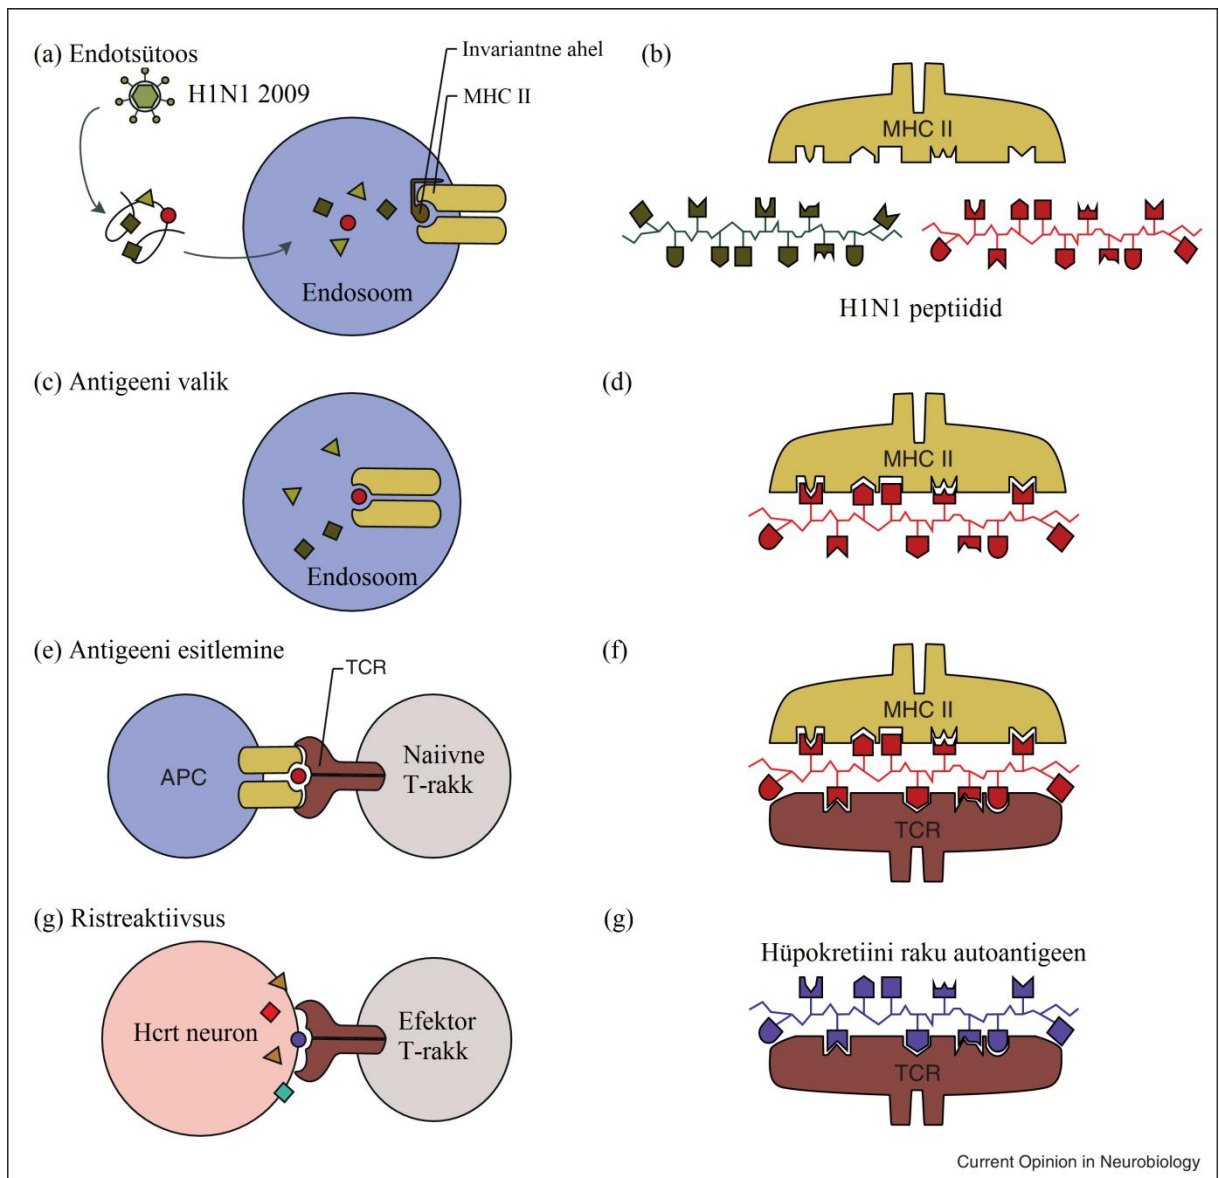 (a) Endotsütoos
H1N1 2009
Invariantne ahel
MHC II
Endosoom
(b)
MHC II
H1N1 peptiidid
(c) Antigeeni valik
Endosoom
(d)
MHC II
(e) Antigeeni esitlemine
TCR
APC
Naiivne
T-rakk
(f)
MHC II
TCR
(g) Ristreaktiivsus
Hcrt neuron
Efektor
T-rakk
(g)
Hüpokretiini raku autoantigeen
TCR
Current Opinion in Neurobiology